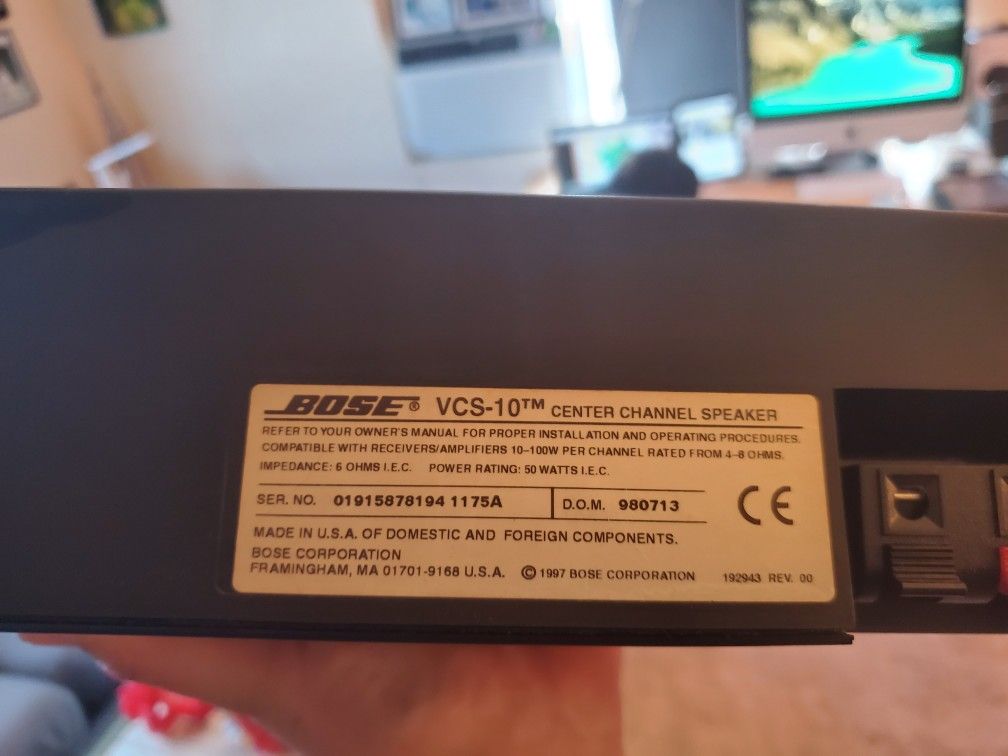 BOSE® VCS-10™ CENTER CHANNEL SPEAKER
REFER TO YOUR OWNER'S MANUAL FOR PROPER INSTALLATION AND OPERATING PROCEDURES.
COMPATIBLE WITH RECEIVERS/AMPLIFIERS 10-100W PER CHANNEL RATED FROM 4-8 OHMS.
IMPEDANCE: 6 OHMS I.E.C. POWER RATING: 50 WATTS I.E.C.
SER. NO. 01915878194 1175A D.O.M. 980713 CE
MADE IN U.S.A. OF DOMESTIC AND FOREIGN COMPONENTS.
BOSE CORPORATION
FRAMINGHAM, MA 01701-9168 U.S.A. ©1997 BOSE CORPORATION 192943 REV. 00